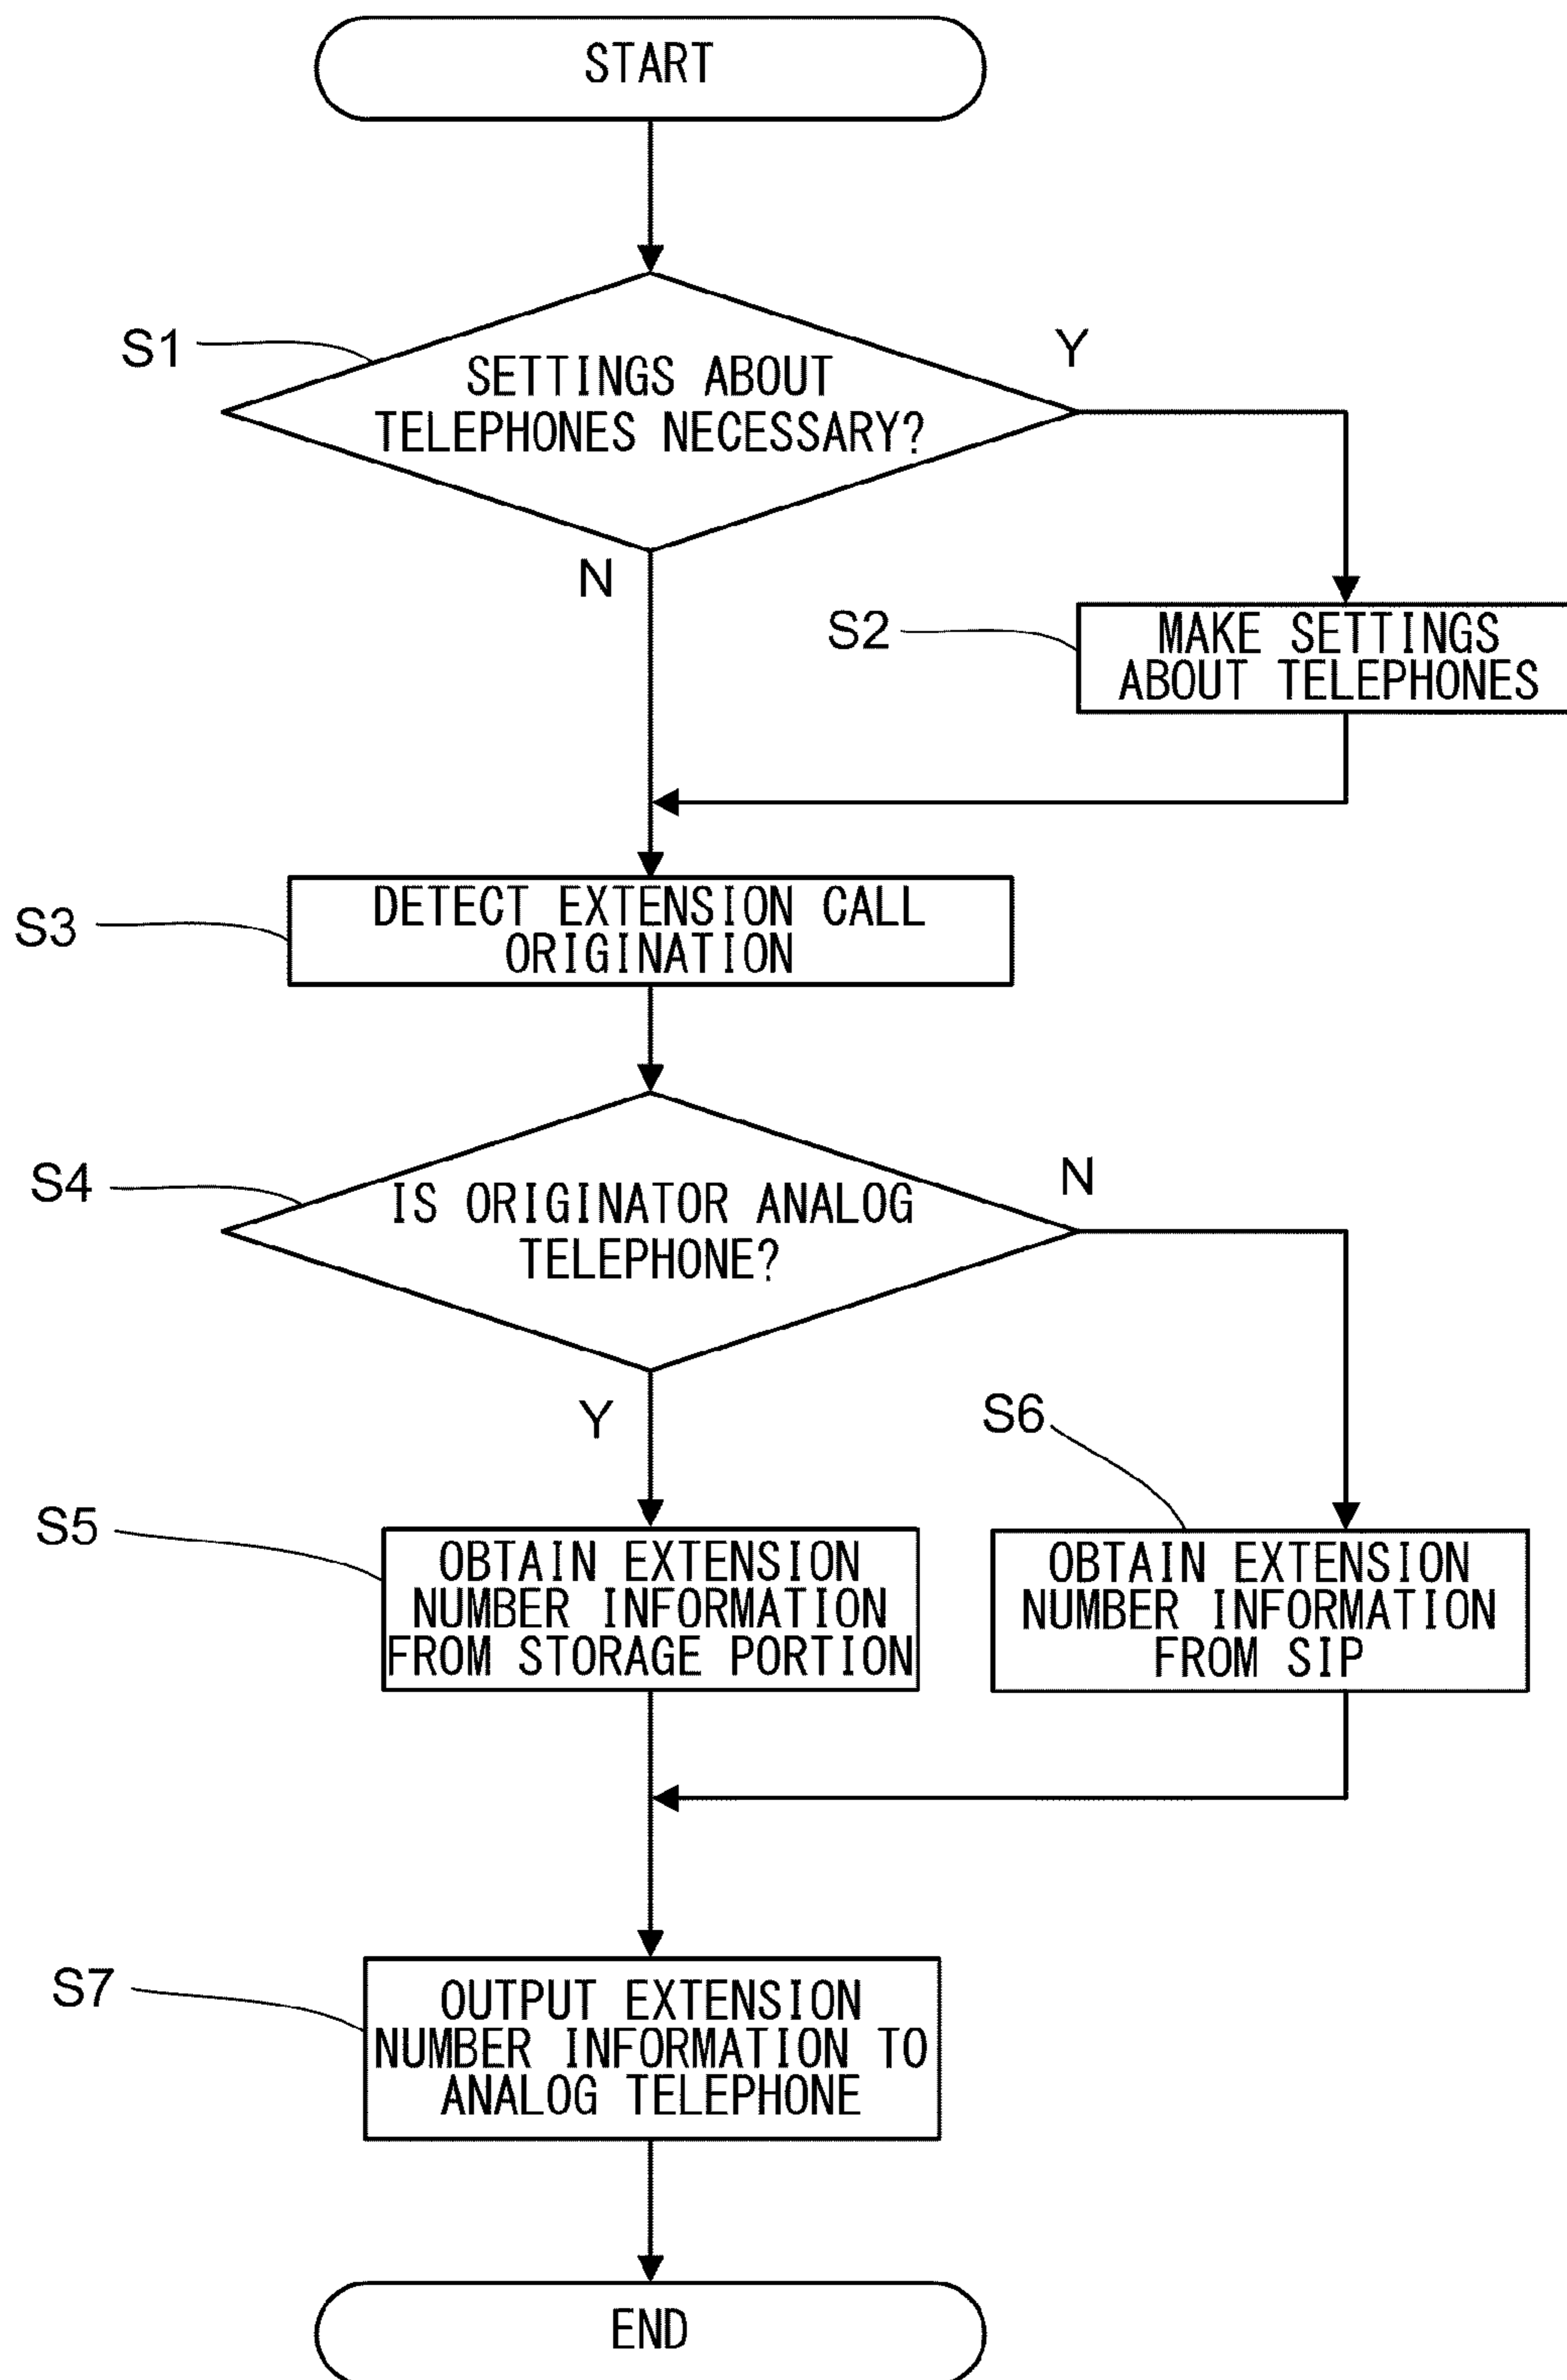 START
S1
SETTINGS ABOUT
TELEPHONES NECESSARY?
Y
N
S2
MAKE SETTINGS
ABOUT TELEPHONES
S3
DETECT EXTENSION CALL
ORIGINATION
S4
IS ORIGINATOR ANALOG
TELEPHONE?
N
Y
S5
OBTAIN EXTENSION
NUMBER INFORMATION
FROM STORAGE PORTION
S6
OBTAIN EXTENSION
NUMBER INFORMATION
FROM SIP
S7
OUTPUT EXTENSION
NUMBER INFORMATION TO
ANALOG TELEPHONE
END